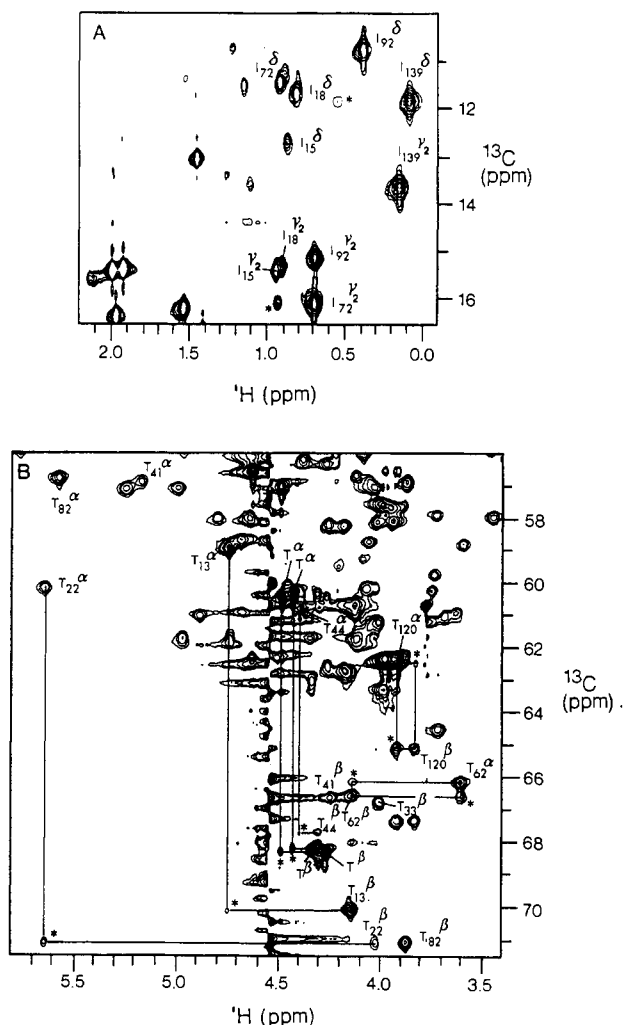 A
I92δ
I72δ
I139δ
I18δ
*
12
I15δ
13C
(ppm)
I139γ2
14
I18γ2
I15γ2
I92γ2
*
I72γ2
16
2.0 1.5 1.0 0.5 0.0
1H (ppm)
B
T41α
T82α
58
T13α
Tα Tα
T22α
60
T44α
T120α
62
*
13C
(ppm).
64
*
T120β
T62α
*
66
T41β
*
T33β
T44β T62β
*
68
Tβ Tβ
* *
T13β
70
*
T22β
*
T82β
5.5 5.0 4.5 4.0 3.5
1H (ppm)